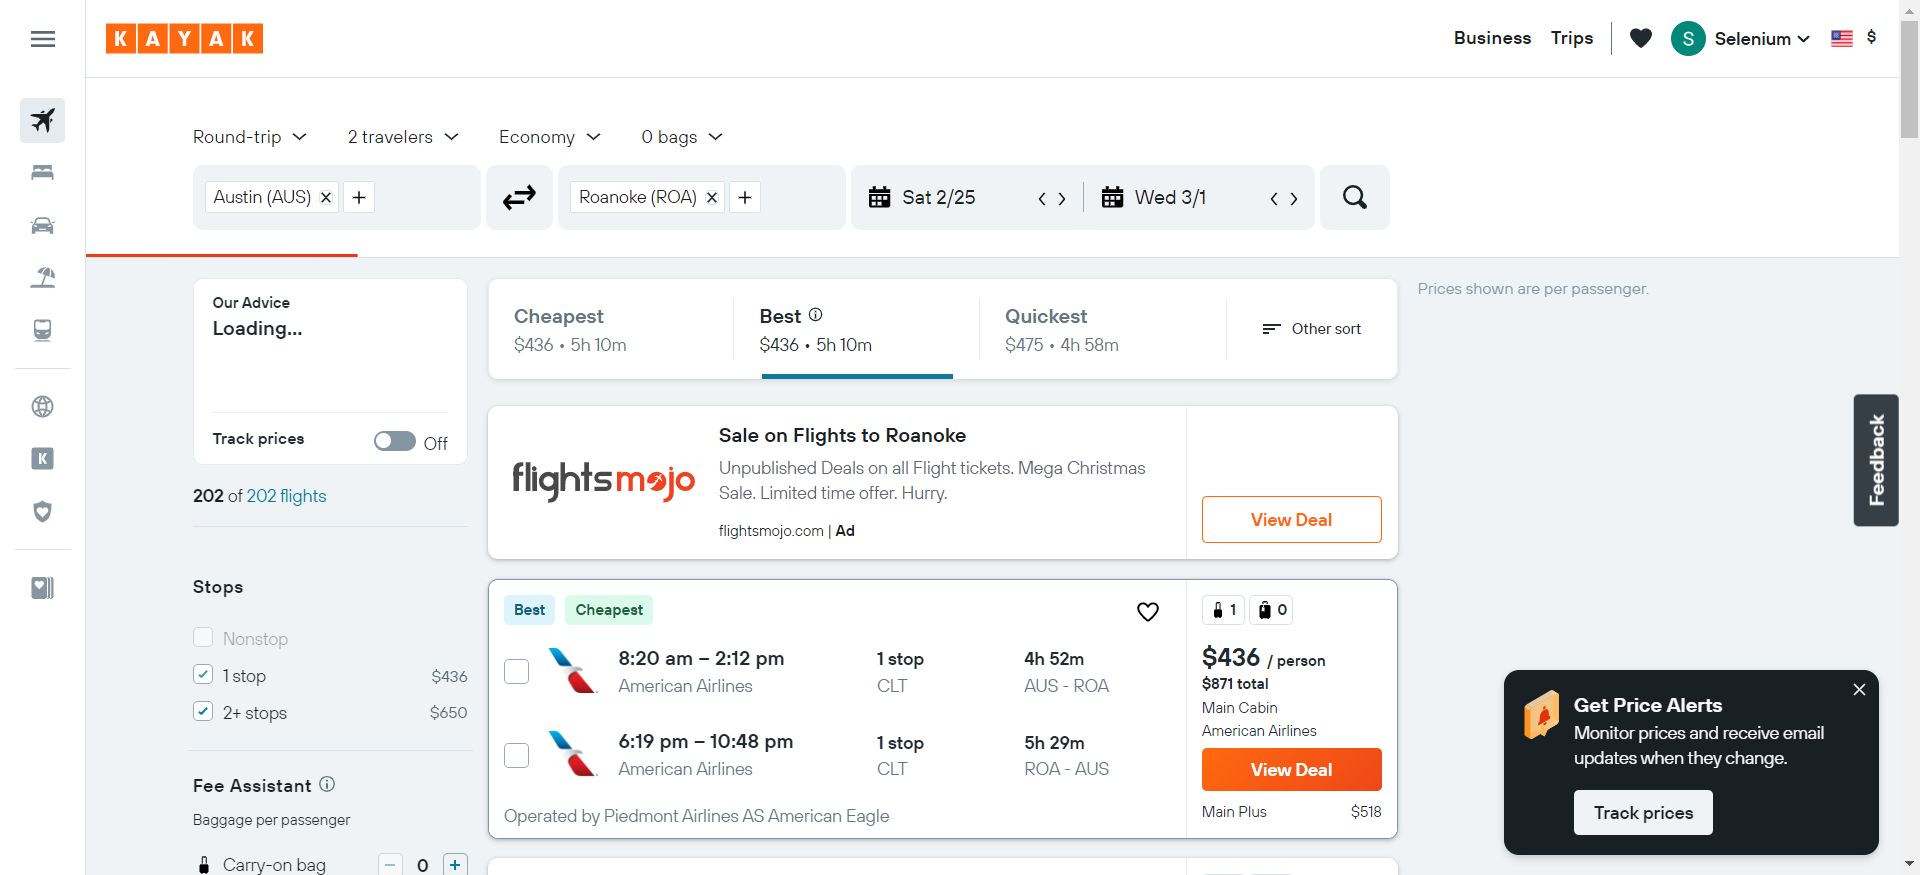 KAYAK
Business
Trips
S
Selenium
$
Round-trip
2 travelers
Economy
0 bags
Austin (AUS)
Roanoke (ROA)
Sat 2/25
Wed 3/1
Our Advice
Loading...
Track prices
Off
202 of 202 flights
Stops
Nonstop
1 stop $436
2+ stops $650
Fee Assistant
Baggage per passenger
Carry-on bag
0
Cheapest
$436 • 5h 10m
Best
$436 • 5h 10m
Quickest
$475 • 4h 58m
Other sort
Prices shown are per passenger.
flightsmojo
Sale on Flights to Roanoke
Unpublished Deals on all Flight tickets. Mega Christmas
Sale. Limited time offer. Hurry.
flightsmojo.com | Ad
View Deal
Best
Cheapest
8:20 am – 2:12 pm
American Airlines
1 stop
CLT
4h 52m
AUS - ROA
6:19 pm – 10:48 pm
American Airlines
1 stop
CLT
5h 29m
ROA - AUS
Operated by Piedmont Airlines AS American Eagle
1
0
$436 / person
$871 total
Main Cabin
American Airlines
View Deal
Main Plus $518
Feedback
Get Price Alerts
Monitor prices and receive email
updates when they change.
Track prices
K